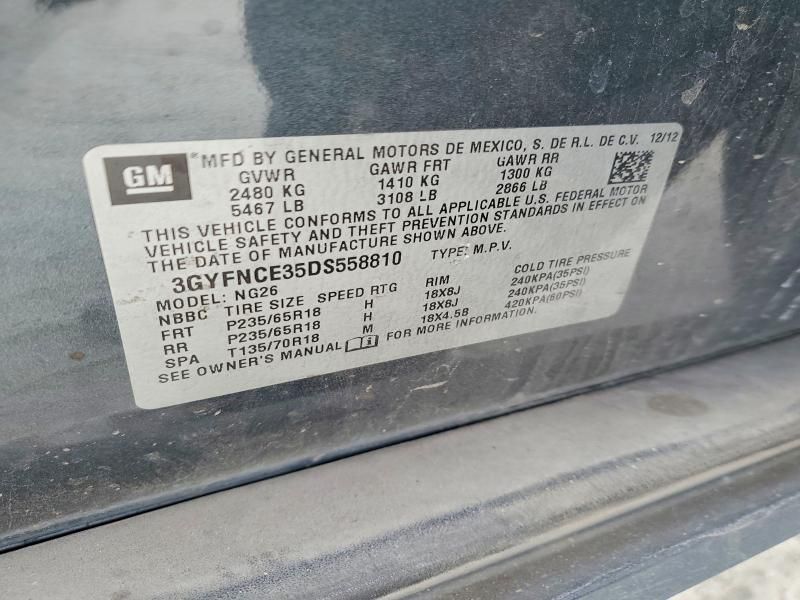 GM
*MFD BY GENERAL MOTORS DE MEXICO, S. DE R.L. DE C.V. 12/12
GVWR GAWR FRT GAWR RR
2480 KG 1410 KG 1300 KG
5467 LB 3108 LB 2866 LB
THIS VEHICLE CONFORMS TO ALL APPLICABLE U.S. FEDERAL MOTOR
VEHICLE SAFETY AND THEFT PREVENTION STANDARDS IN EFFECT ON
THE DATE OF MANUFACTURE SHOWN ABOVE.
3GYFNCE35DS558810 TYPE: M.P.V.
MODEL: NG26
NBBC TIRE SIZE SPEED RTG RIM COLD TIRE PRESSURE
FRT P235/65R18 H 18X8J 240KPA(35PSI)
RR P235/65R18 H 18X8J 240KPA(35PSI)
SPA T135/70R18 M 18X4.5B 420KPA(60PSI)
SEE OWNER'S MANUAL i FOR MORE INFORMATION.